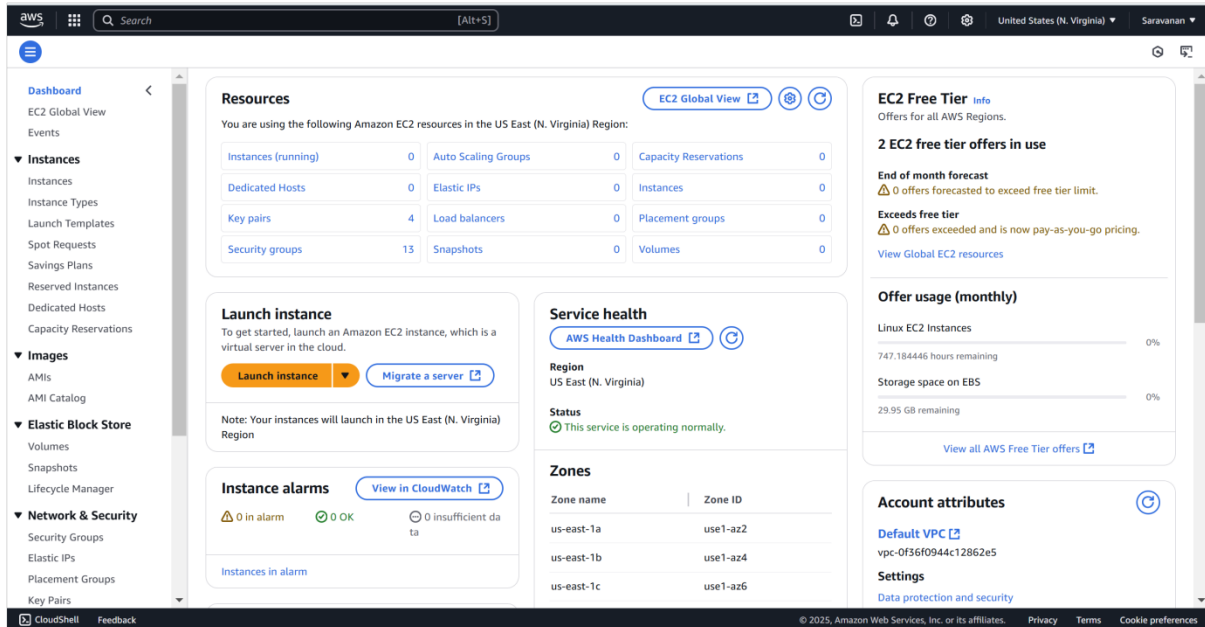 aws
Search
[Alt+S]
United States (N. Virginia)
Saravanan
Dashboard
EC2 Global View
Events
Instances
Instances
Instance Types
Launch Templates
Spot Requests
Savings Plans
Reserved Instances
Dedicated Hosts
Capacity Reservations
Images
AMIs
AMI Catalog
Elastic Block Store
Volumes
Snapshots
Lifecycle Manager
Network & Security
Security Groups
Elastic IPs
Placement Groups
Key Pairs
Resources
EC2 Global View
You are using the following Amazon EC2 resources in the US East (N. Virginia) Region:
Instances (running) 0 Auto Scaling Groups 0 Capacity Reservations 0
Dedicated Hosts 0 Elastic IPs 0 Instances 0
Key pairs 4 Load balancers 0 Placement groups 0
Security groups 13 Snapshots 0 Volumes 0
Launch instance
To get started, launch an Amazon EC2 instance, which is a
virtual server in the cloud.
Launch instance
Migrate a server
Note: Your instances will launch in the US East (N. Virginia)
Region
Instance alarms
View in CloudWatch
0 in alarm 0 OK 0 insufficient da
ta
Instances in alarm
Service health
AWS Health Dashboard
Region
US East (N. Virginia)
Status
This service is operating normally.
Zones
Zone name Zone ID
us-east-1a use1-az2
us-east-1b use1-az4
us-east-1c use1-az6
EC2 Free Tier Info
Offers for all AWS Regions.
2 EC2 free tier offers in use
End of month forecast
0 offers forecasted to exceed free tier limit.
Exceeds free tier
0 offers exceeded and is now pay-as-you-go pricing.
View Global EC2 resources
Offer usage (monthly)
Linux EC2 Instances
0%
747.184446 hours remaining
Storage space on EBS
0%
29.95 GB remaining
View all AWS Free Tier offers
Account attributes
Default VPC
vpc-0f36f0944c12862e5
Settings
Data protection and security
CloudShell Feedback
© 2025, Amazon Web Services, Inc. or its affiliates. Privacy Terms Cookie preferences